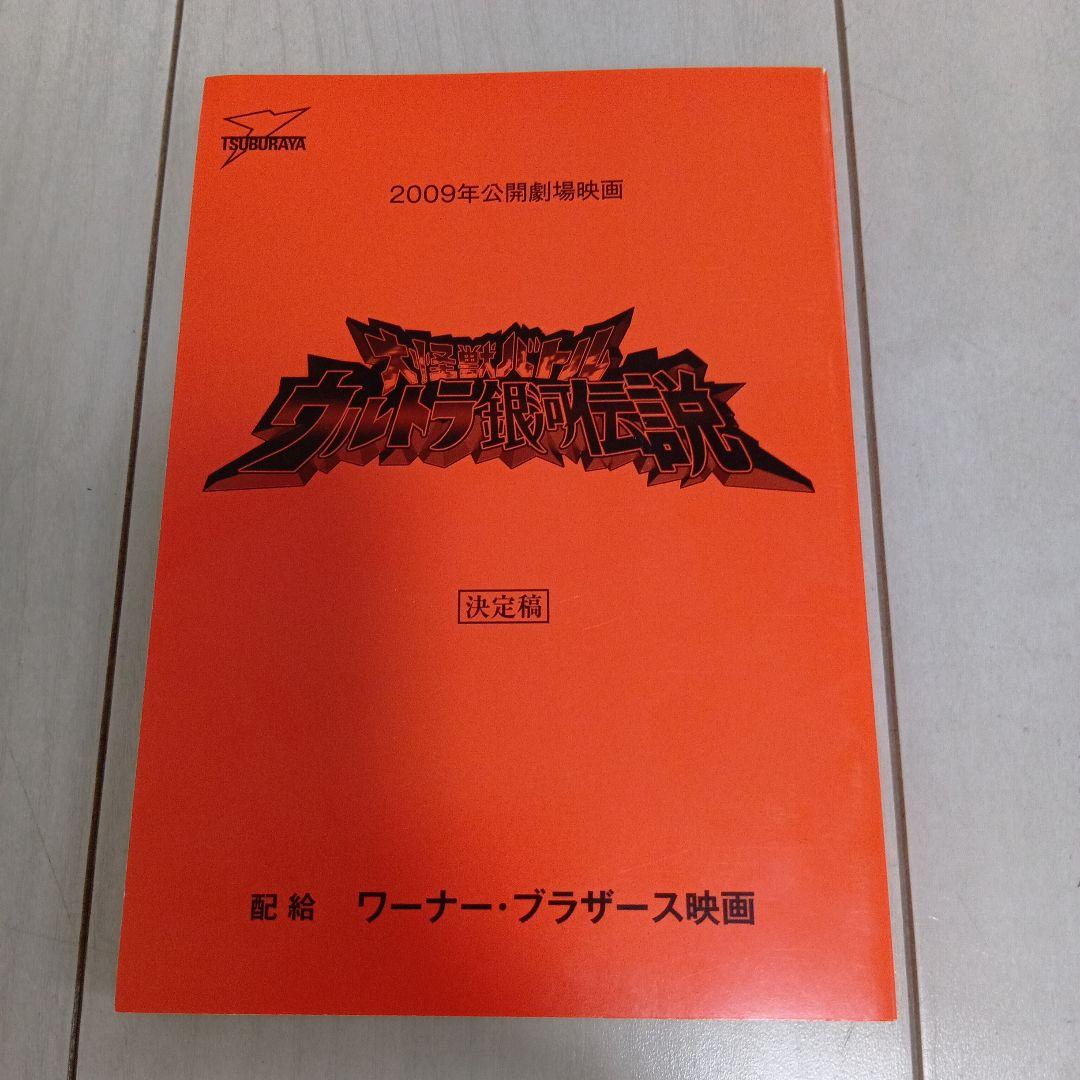 TSUBURAYA
2009年公開劇場映画
大怪獣バトル
ウルトラ銀河伝説
決定稿
配給 ワーナー・ブラザース映画